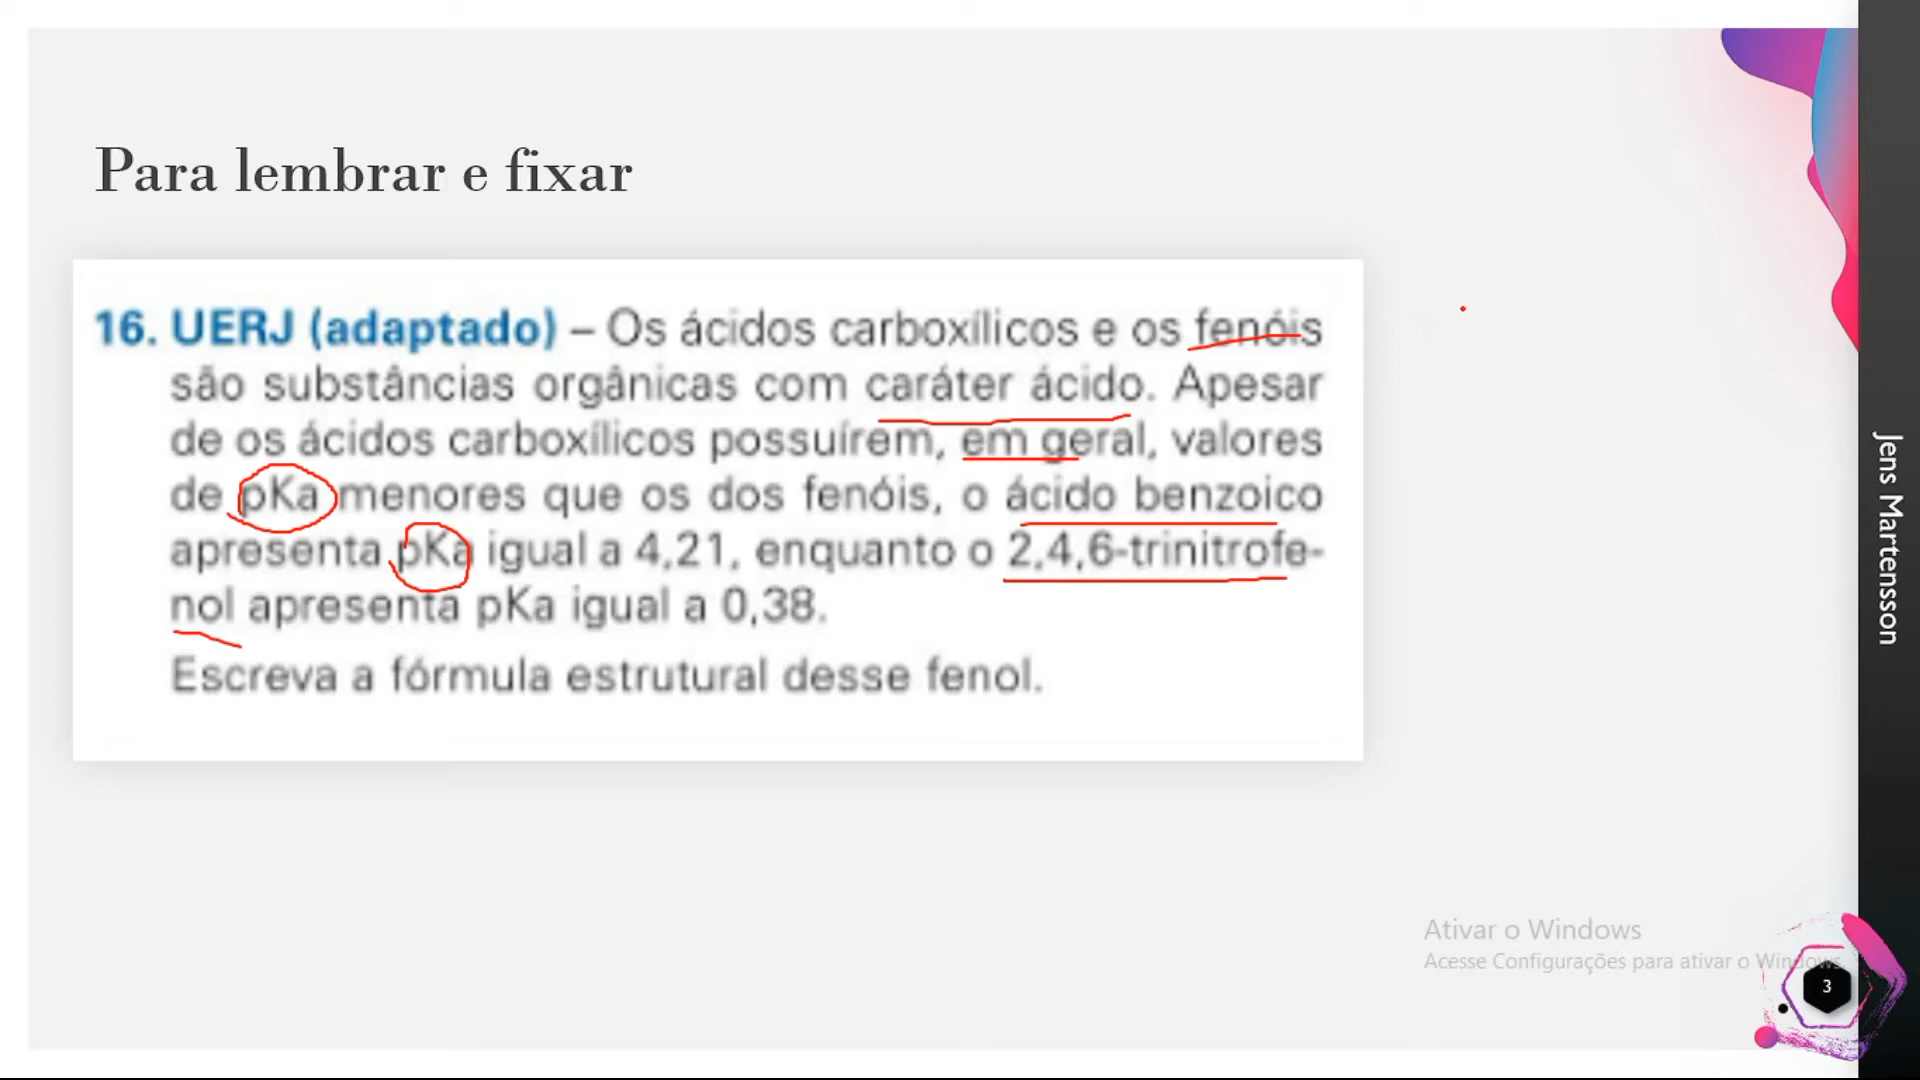 Para lembrar e fixar
16. UERJ (adaptado) – Os ácidos carboxílicos e os fenóis
são substâncias orgânicas com caráter ácido. Apesar
de os ácidos carboxílicos possuírem, em geral, valores
de pKa menores que os dos fenóis, o ácido benzoico
apresenta pKa igual a 4,21, enquanto o 2,4,6-trinitrofe-
nol apresenta pKa igual a 0,38.
Escreva a fórmula estrutural desse fenol.
Jens Martensson
Ativar o Windows
Acesse Configurações para ativar o Windows.
3